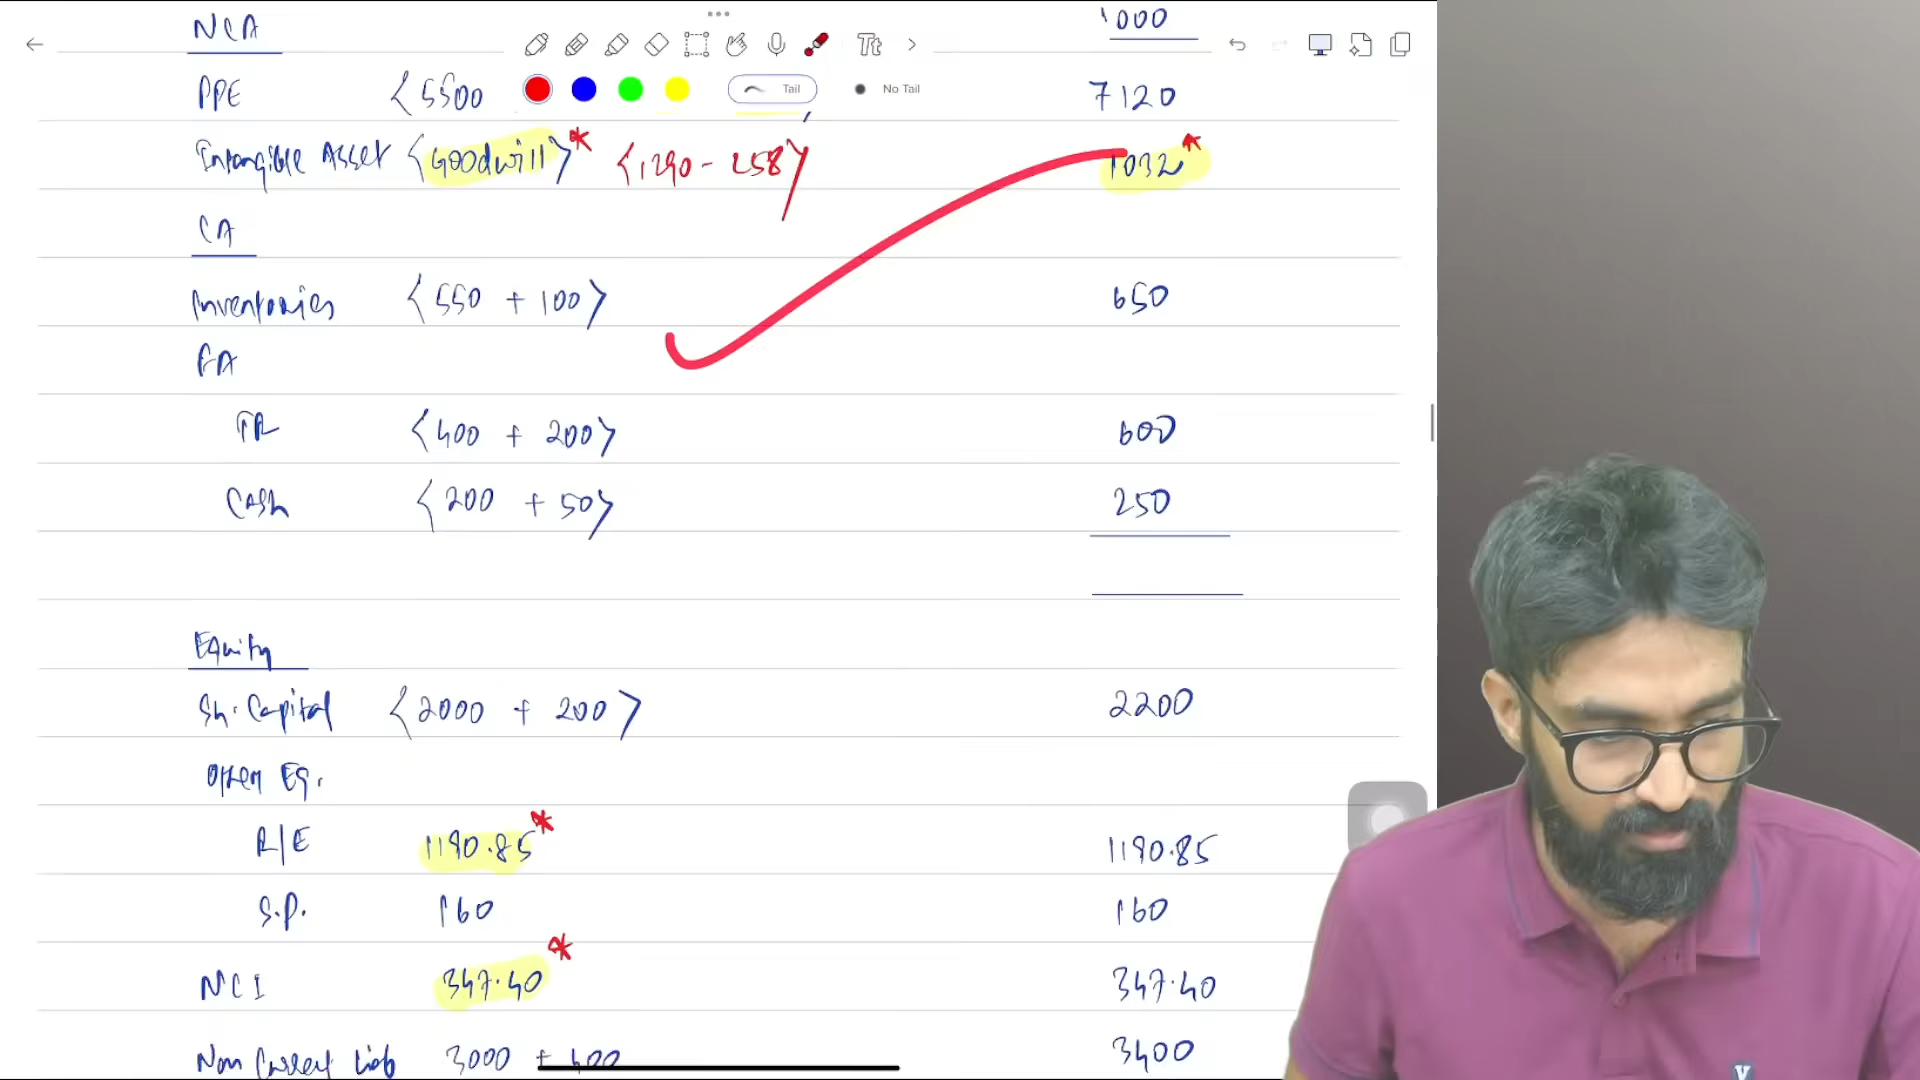 NCA 1000
PPE <5500 7120
Intangible Asset <Goodwill>* <1290 - 258> 1032*
CA
Inventories <550 + 100> 650
FA
TR <400 + 200> 600
Cash <200 + 50> 250
Equity
Sh. Capital <2000 + 200> 2200
Other Eq.
R/E 1190.85* 1190.85
S.P. 160 160
NCI 347.40* 347.40
Non Current Liab 3000 + 400 3400
Tt
Tail
No Tail
V